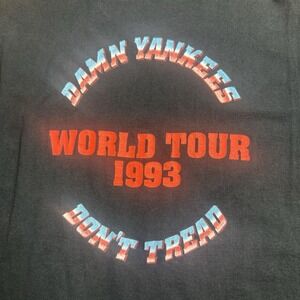 DAMN YANKEES
WORLD TOUR
1993
DON'T TREAD